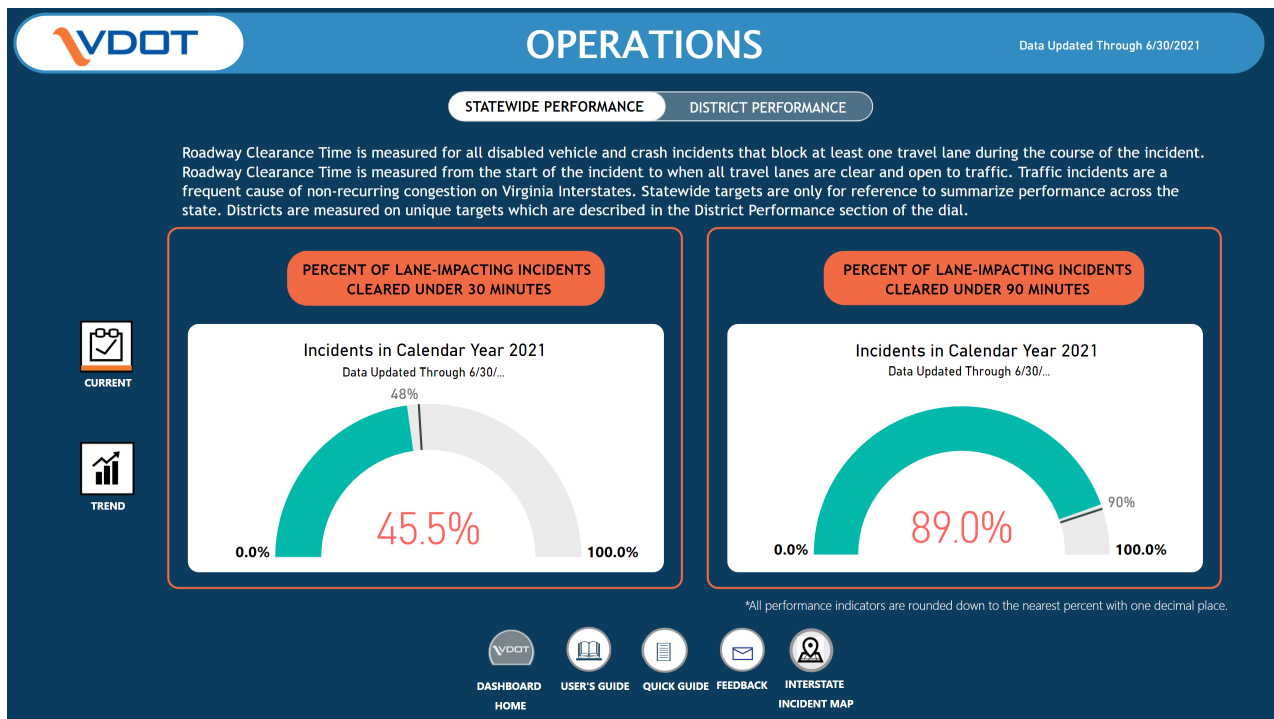 VDOT
OPERATIONS
Data Updated Through 6/30/2021
STATEWIDE PERFORMANCE
DISTRICT PERFORMANCE
Roadway Clearance Time is measured for all disabled vehicle and crash incidents that block at least one travel lane during the course of the incident.
Roadway Clearance Time is measured from the start of the incident to when all travel lanes are clear and open to traffic. Traffic incidents are a
frequent cause of non-recurring congestion on Virginia Interstates. Statewide targets are only for reference to summarize performance across the
state. Districts are measured on unique targets which are described in the District Performance section of the dial.
PERCENT OF LANE-IMPACTING INCIDENTS
CLEARED UNDER 30 MINUTES
Incidents in Calendar Year 2021
Data Updated Through 6/30/...
48%
45.5%
0.0%
100.0%
PERCENT OF LANE-IMPACTING INCIDENTS
CLEARED UNDER 90 MINUTES
Incidents in Calendar Year 2021
Data Updated Through 6/30/...
90%
89.0%
0.0%
100.0%
CURRENT
TREND
*All performance indicators are rounded down to the nearest percent with one decimal place.
VDOT
DASHBOARD
HOME
USER'S GUIDE
QUICK GUIDE
FEEDBACK
INTERSTATE
INCIDENT MAP